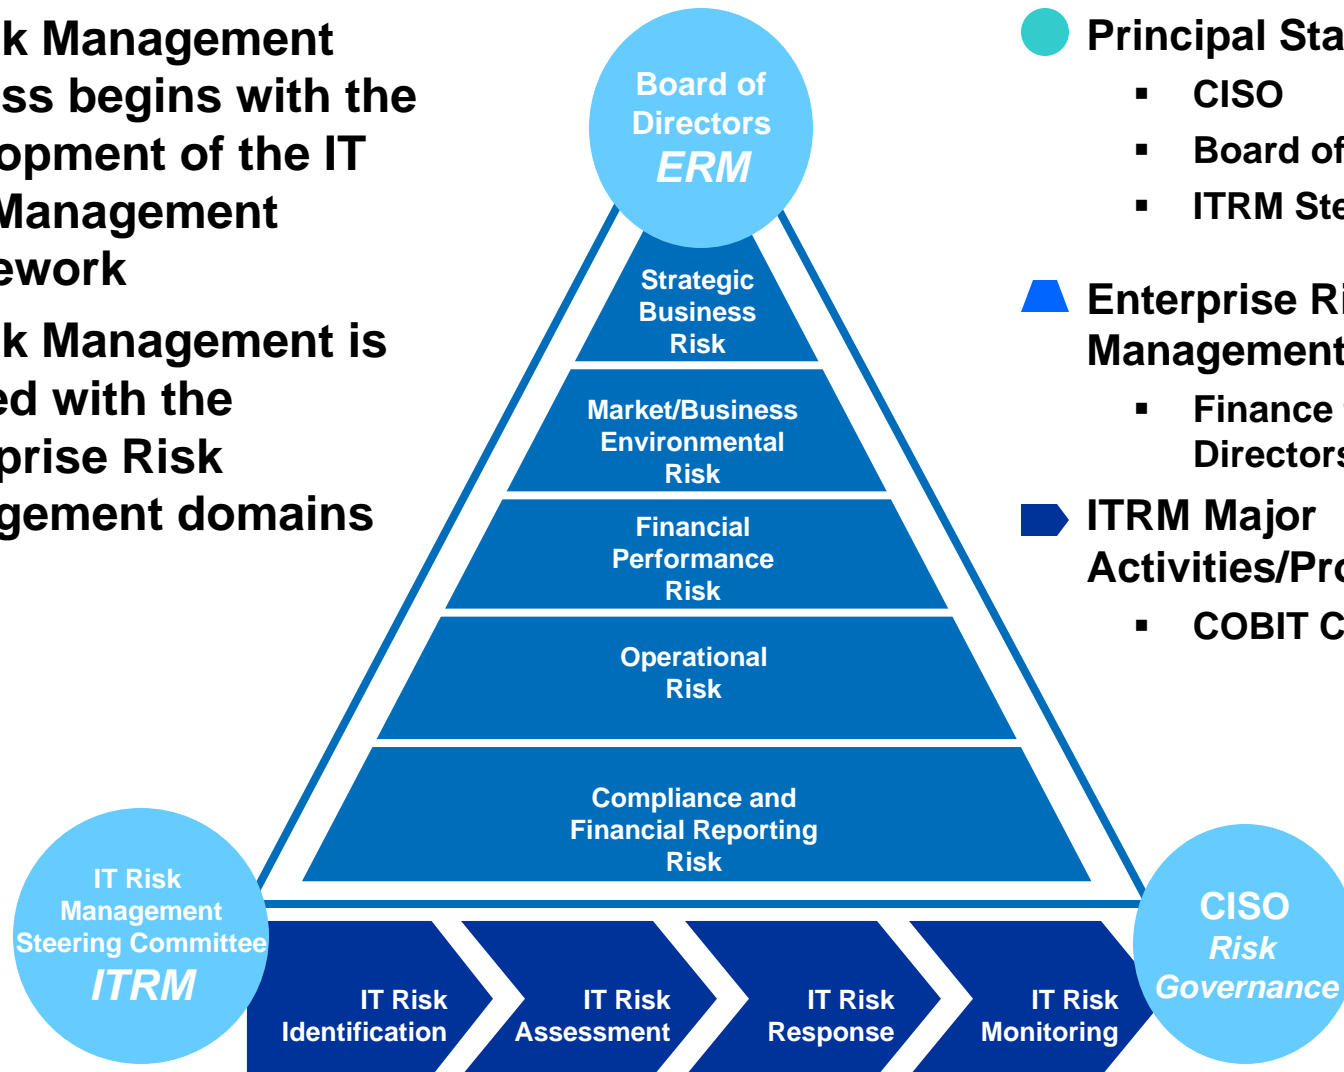 k Management
ss begins with the
opment of the IT
Management
ework
k Management is
ed with the
prise Risk
gement domains
Board of
Directors
ERM
Strategic
Business
Risk
Market/Business
Environmental
Risk
Financial
Performance
Risk
Operational
Risk
Compliance and
Financial Reporting
Risk
IT Risk
Management
Steering Committee
ITRM
CISO
Risk
Governance
IT Risk
Identification
IT Risk
Assessment
IT Risk
Response
IT Risk
Monitoring
Principal Sta
▪ CISO
▪ Board of
▪ ITRM Ste
Enterprise Ri
Management
▪ Finance
Directors
ITRM Major
Activities/Pro
▪ COBIT C